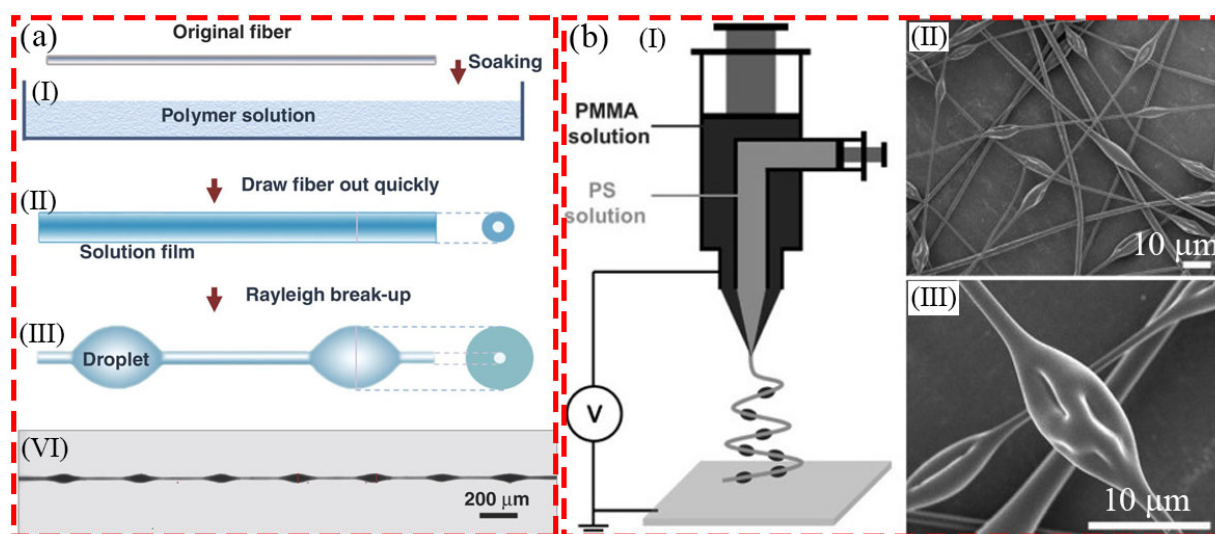 (a)
Original fiber
Soaking
(I)
Polymer solution
Draw fiber out quickly
(II)
Solution film
Rayleigh break-up
(III)
Droplet
(VI)
200 μm
(b)
(I)
PMMA
solution
PS
solution
V
(II)
10 μm
(III)
10 μm